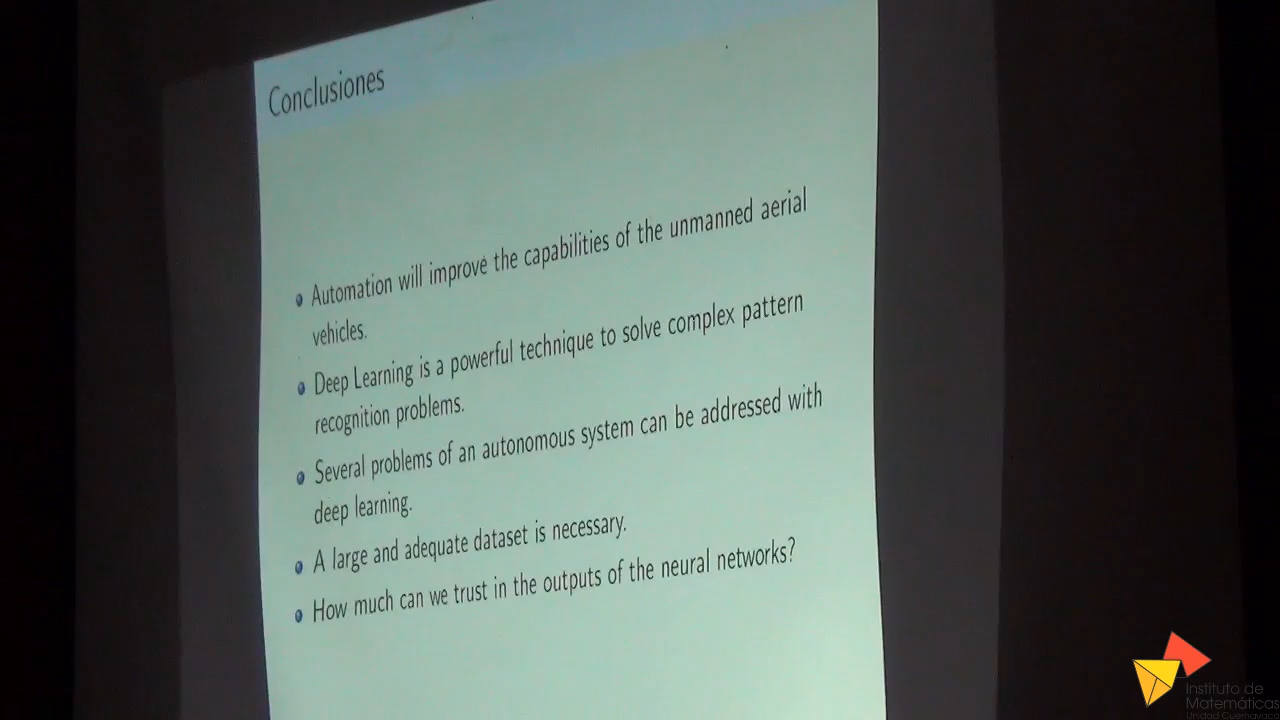 Conclusiones
Automation will improve the capabilities of the unmanned aerial
vehicles.
Deep Learning is a powerful technique to solve complex pattern
recognition problems.
Several problems of an autonomous system can be addressed with
deep learning.
A large and adequate dataset is necessary.
How much can we trust in the outputs of the neural networks?
Instituto de
Matemáticas
Unidad Cuernavaca